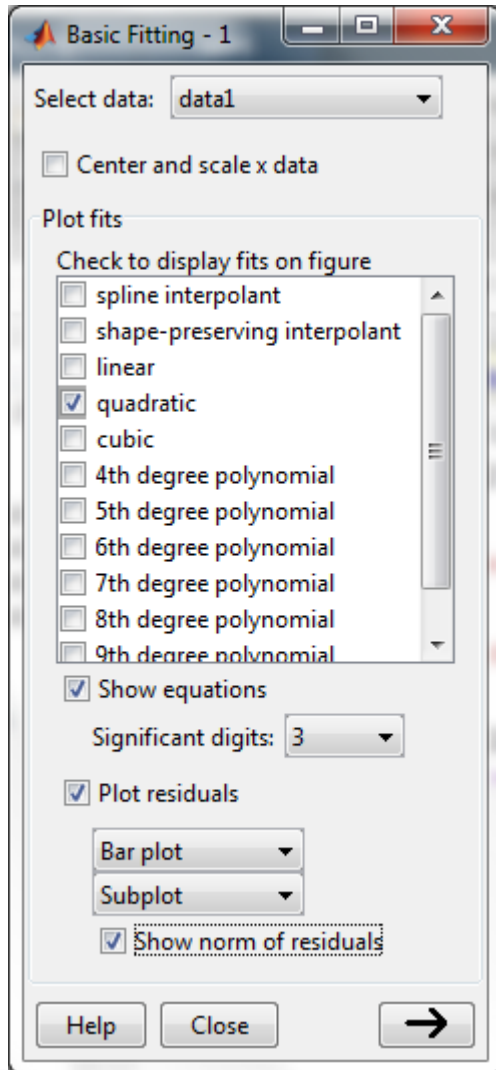 Basic Fitting - 1
Select data: data1
Center and scale x data
Plot fits
Check to display fits on figure
spline interpolant
shape-preserving interpolant
linear
quadratic
cubic
4th degree polynomial
5th degree polynomial
6th degree polynomial
7th degree polynomial
8th degree polynomial
9th degree polynomial
Show equations
Significant digits: 3
Plot residuals
Bar plot
Subplot
Show norm of residuals
Help Close